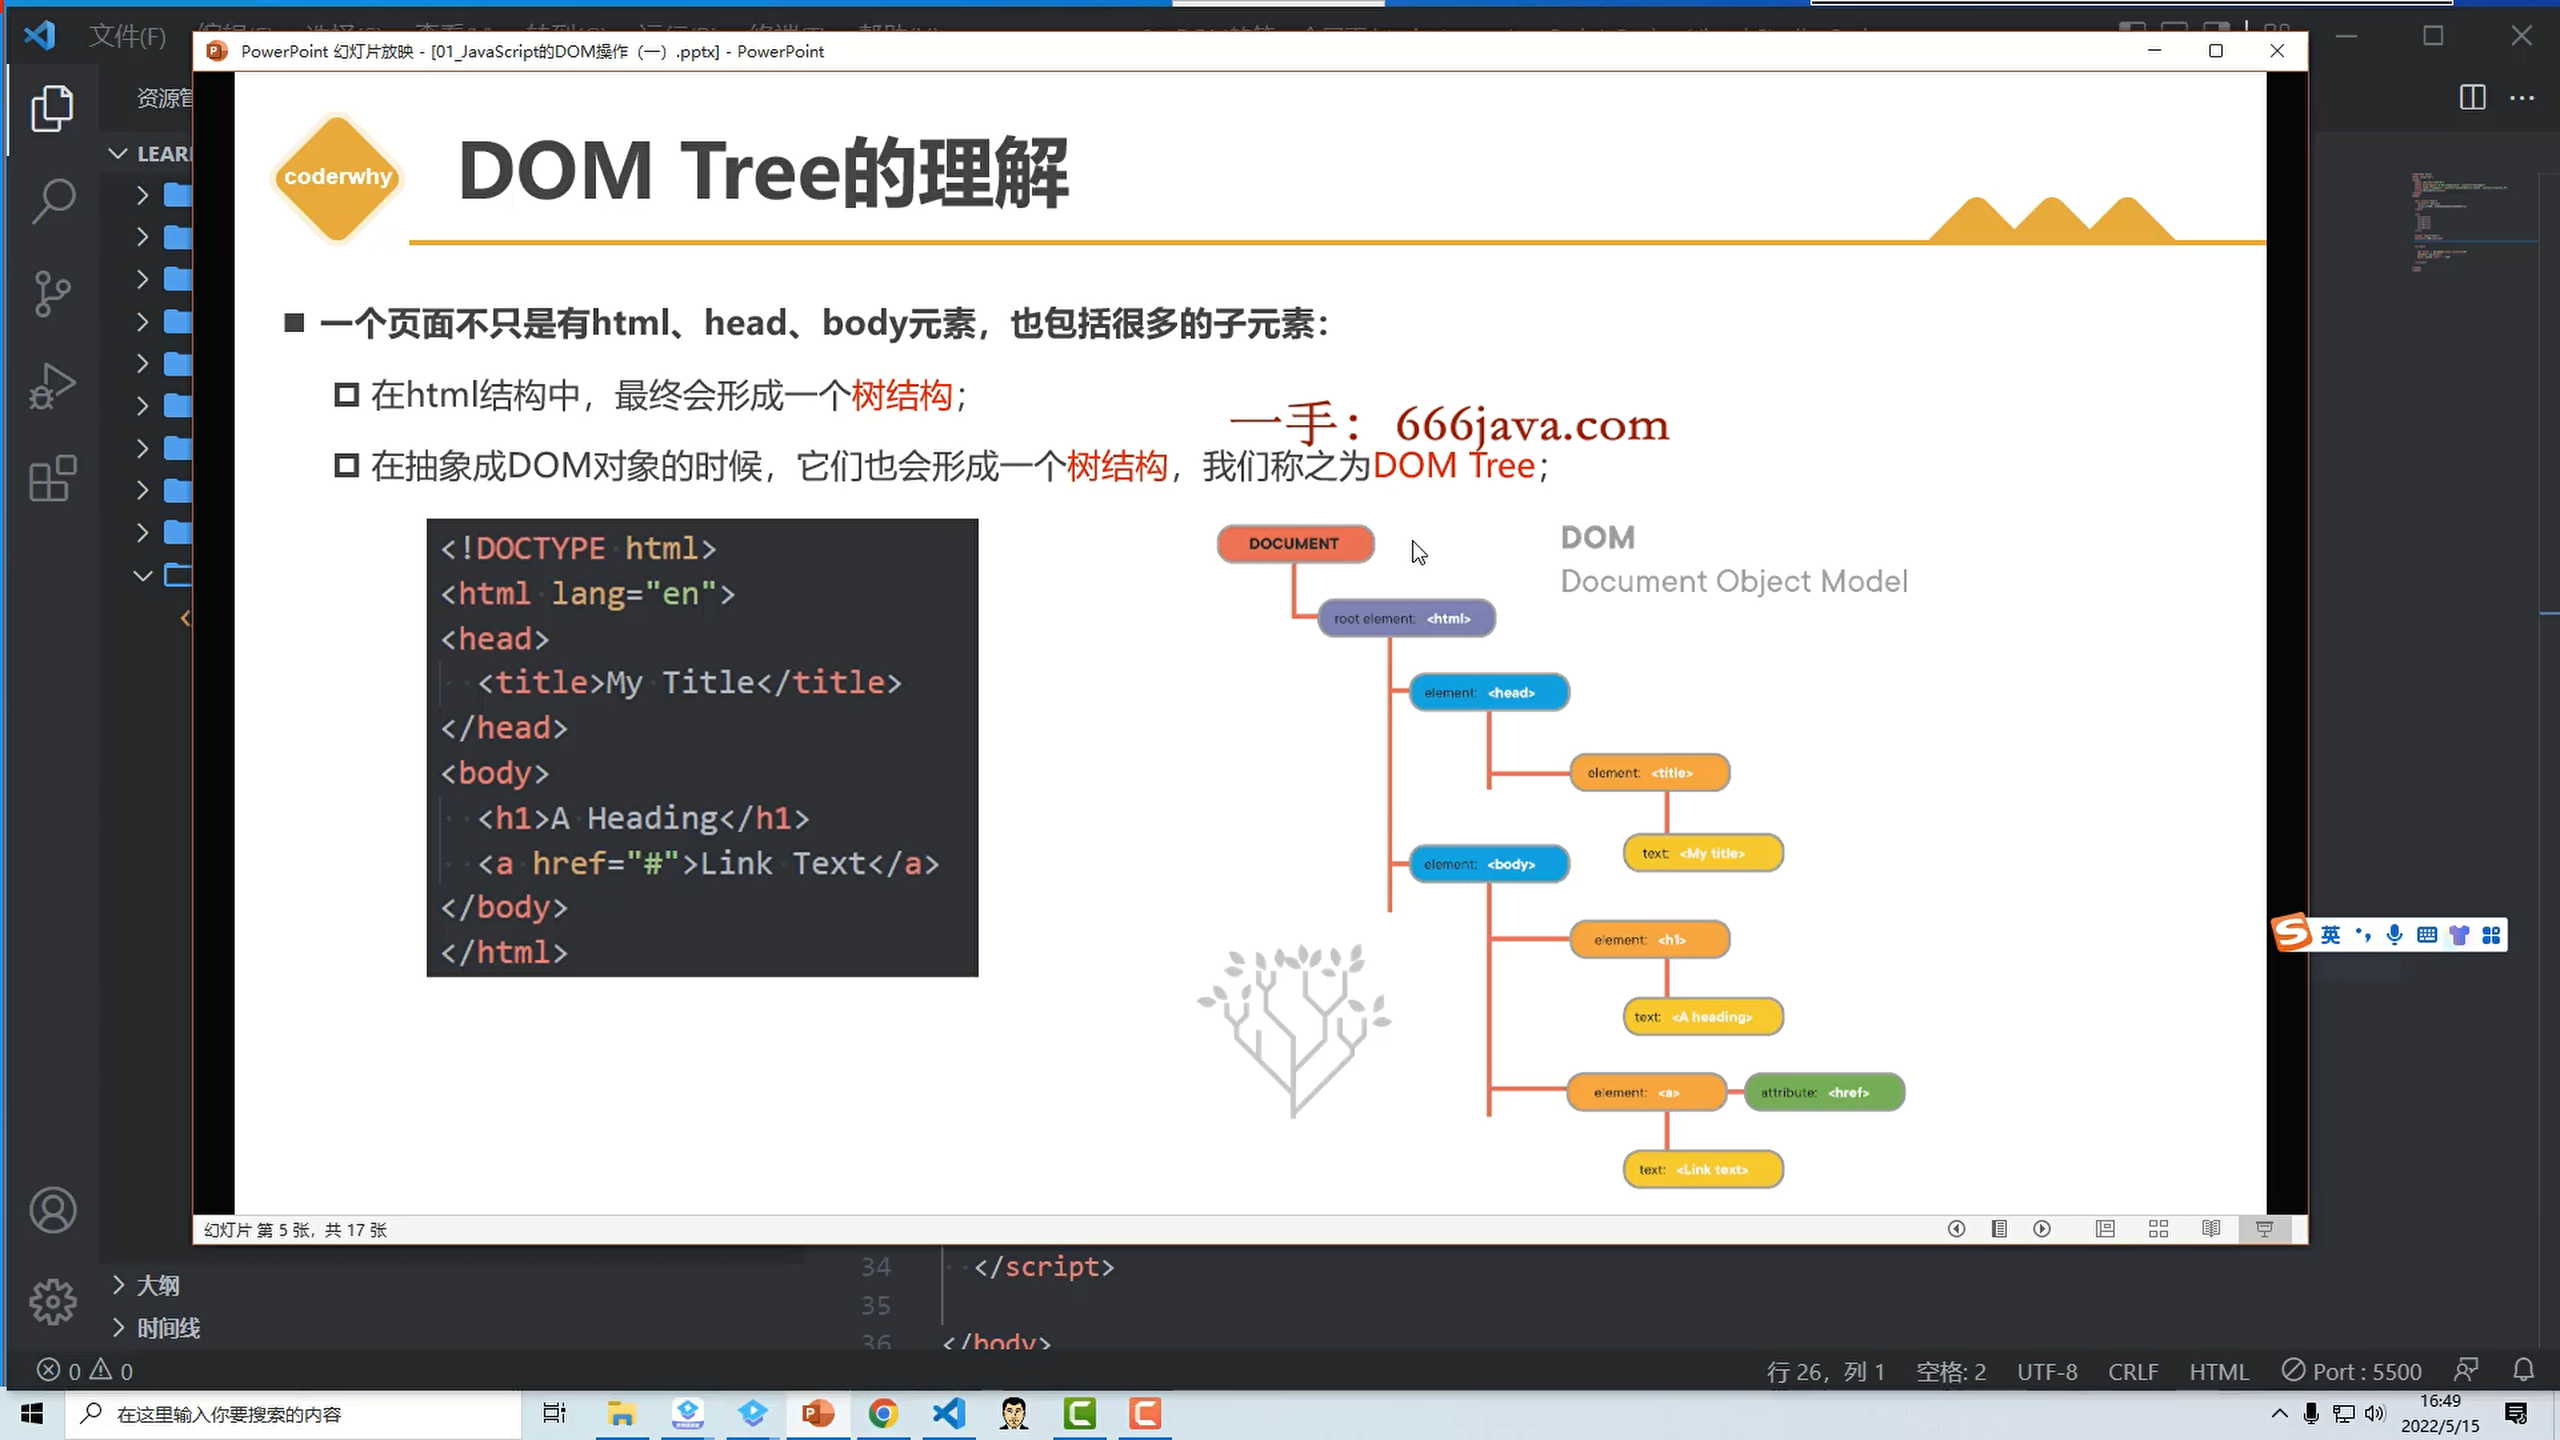 文件(F)
PowerPoint 幻灯片放映 - [01_JavaScript的DOM操作（一）.pptx] - PowerPoint
资源管
LEARN
coderwhy
DOM Tree的理解
一个页面不只是有html、head、body元素，也包括很多的子元素：
在html结构中，最终会形成一个树结构；
一手： 666java.com
在抽象成DOM对象的时候，它们也会形成一个树结构，我们称之为DOM Tree；
<!DOCTYPE html>
<html lang="en">
<head>
<title>My Title</title>
</head>
<body>
<h1>A Heading</h1>
<a href="#">Link Text</a>
</body>
</html>
DOM
Document Object Model
DOCUMENT
root element: <html>
element: <head>
element: <title>
text: <My title>
element: <body>
element: <h1>
text: <A heading>
element: <a> attribute: <href>
text: <Link text>
英
幻灯片 第 5 张，共 17 张
34 </script>
35
36 </body>
大纲
时间线
0 0
行 26，列 1 空格: 2 UTF-8 CRLF HTML Port : 5500
在这里输入你要搜索的内容
16:49
2022/5/15